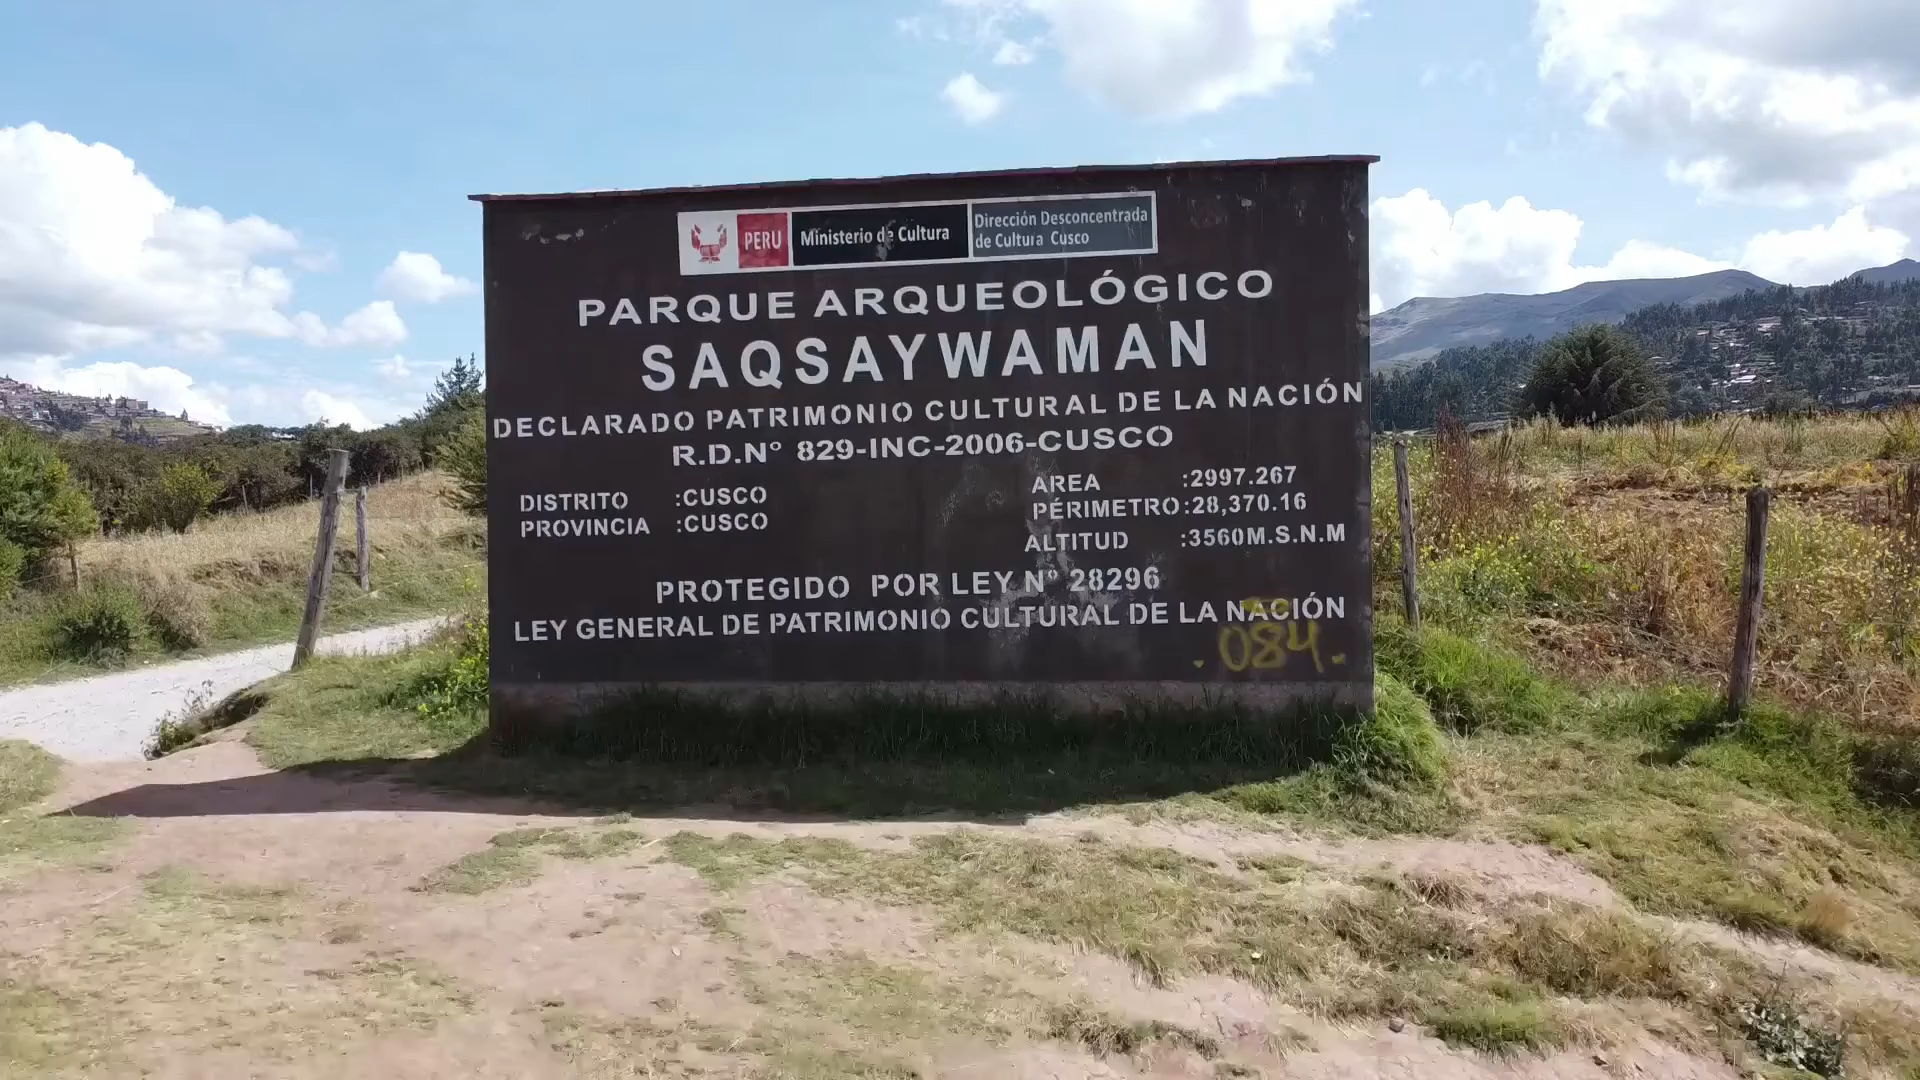 PERU Ministerio de Cultura Dirección Desconcentrada
de Cultura Cusco
PARQUE ARQUEOLÓGICO
SAQSAYWAMAN
DECLARADO PATRIMONIO CULTURAL DE LA NACIÓN
R.D.N° 829-INC-2006-CUSCO
DISTRITO :CUSCO
PROVINCIA :CUSCO
AREA :2997.267
PÉRIMETRO:28,370.16
ALTITUD :3560M.S.N.M
PROTEGIDO POR LEY N° 28296
LEY GENERAL DE PATRIMONIO CULTURAL DE LA NACIÓN
.084.